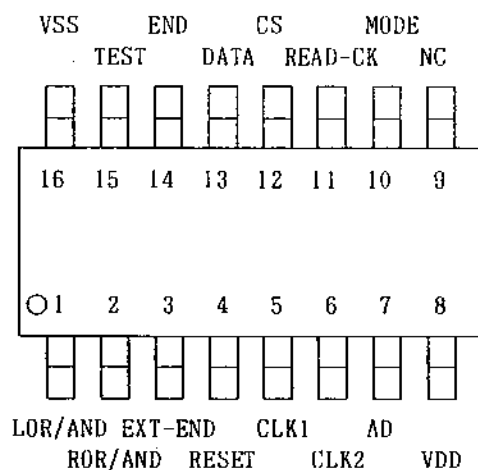 VSS END CS MODE
TEST DATA READ-CK NC
16 15 14 13 12 11 10 9
1 2 3 4 5 6 7 8
LOR/AND EXT-END CLK1 AD
ROR/AND RESET CLK2 VDD